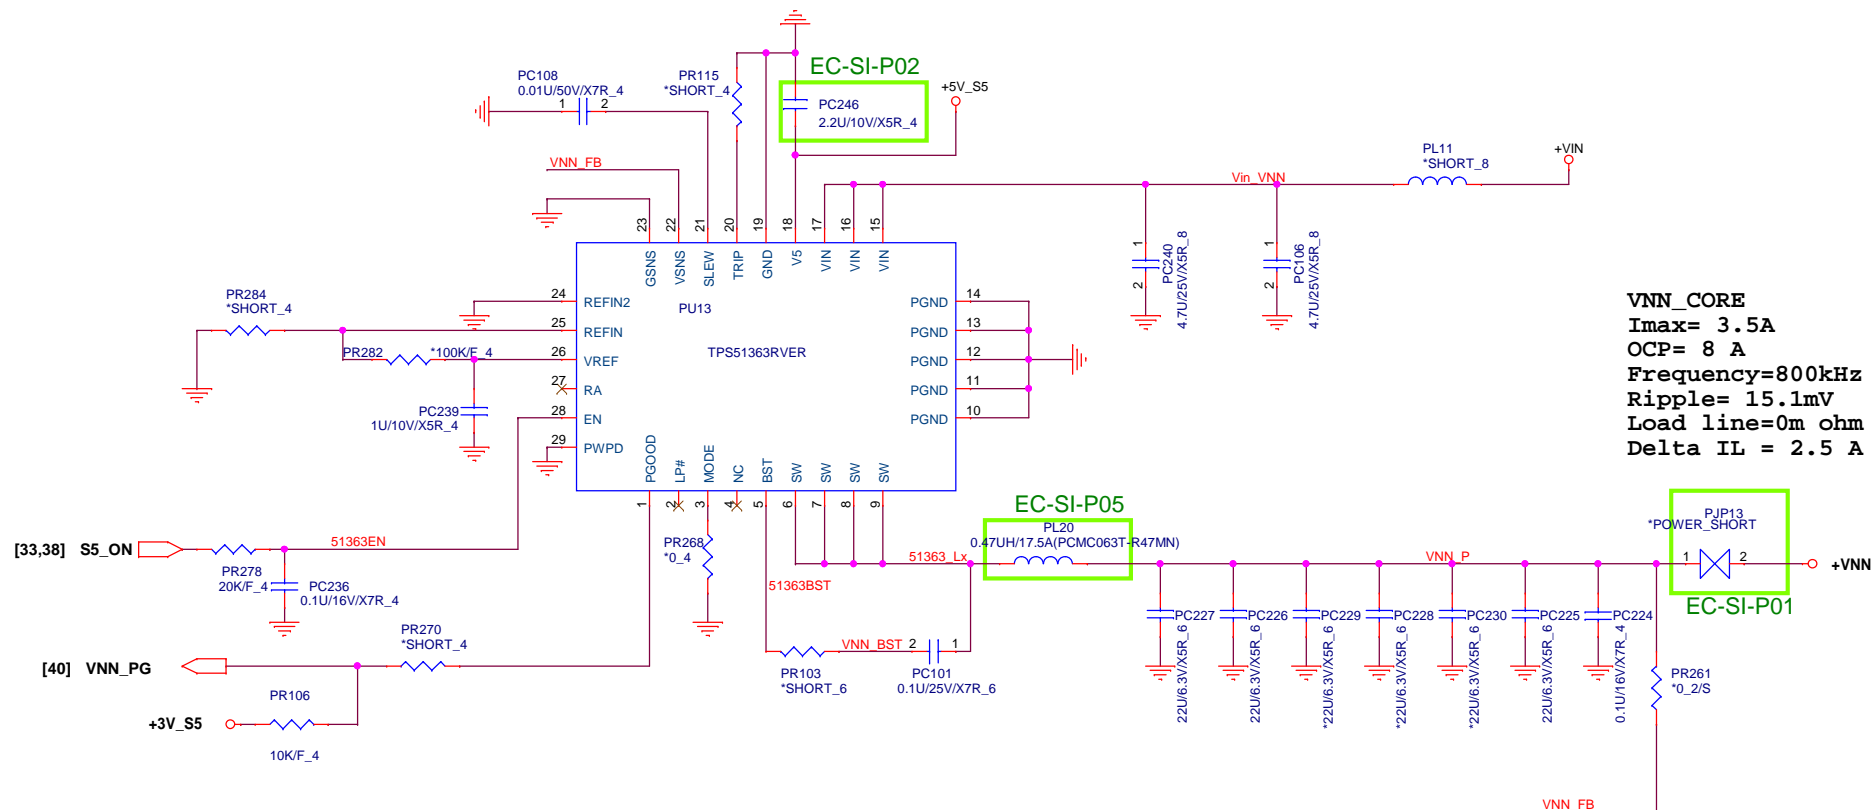 EC-SI-P02
PC108
0.01U/50V/X7R_4
1
2
PR115
*SHORT_4
PC246
2.2U/10V/X5R_4
+5V_S5
VNN_FB
PL11
*SHORT_8
+VIN
Vin_VNN
23
22
21
20
19
18
17
16
15
GSNS
VSNS
SLEW
TRIP
GND
V5
VIN
VIN
VIN
1
2
PC240
4.7U/25V/X5R_8
1
2
PC106
4.7U/25V/X5R_8
PR284
*SHORT_4
24
REFIN2
25
REFIN
PR282
*100K/F_4
26
VREF
27
RA
28
EN
29
PWPD
PC239
1U/10V/X5R_4
PU13
TPS51363RVER
PGND
14
PGND
13
PGND
12
PGND
11
PGND
10
VNN_CORE
Imax= 3.5A
OCP= 8 A
Frequency=800kHz
Ripple= 15.1mV
Load line=0m ohm
Delta IL = 2.5 A
PGOOD
LP#
MODE
NC
BST
SW
SW
SW
SW
1
2
3
4
5
6
7
8
9
[33,38]
S5_ON
51363EN
PR278
20K/F_4
PC236
0.1U/16V/X7R_4
PR268
*0_4
51363BST
51363_Lx
EC-SI-P05
PL20
0.47UH/17.5A(PCMC063T-R47MN)
VNN_P
PJP13
*POWER_SHORT
1
2
+VNN
EC-SI-P01
PC227
22U/6.3V/X5R_6
PC226
22U/6.3V/X5R_6
PC229
*22U/6.3V/X5R_6
PC228
*22U/6.3V/X5R_6
PC230
*22U/6.3V/X5R_6
PC225
22U/6.3V/X5R_6
PC224
0.1U/16V/X7R_4
PR261
*0_2/S
PR270
*SHORT_4
[40]
VNN_PG
PR106
+3V_S5
10K/F_4
PR103
*SHORT_6
VNN_BST
2
1
PC101
0.1U/25V/X7R_6
VNN_FB